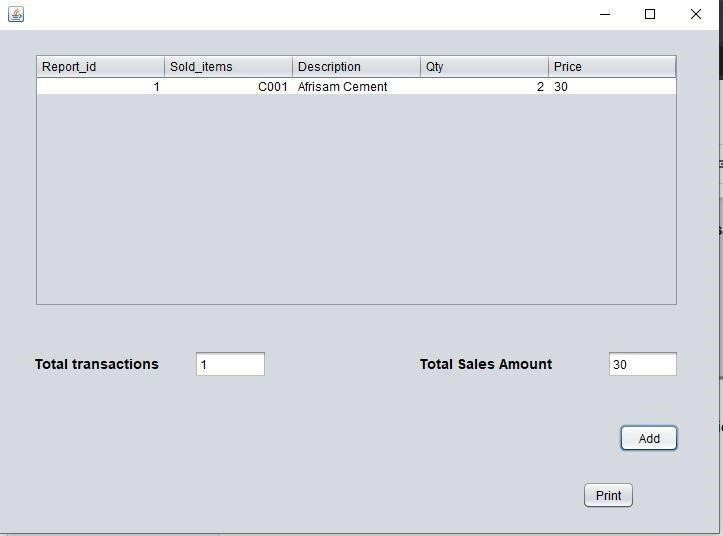 Report_id Sold_items Description Qty Price
1 C001 Afrisam Cement 2 30
Total transactions 1 Total Sales Amount 30
Add
Print